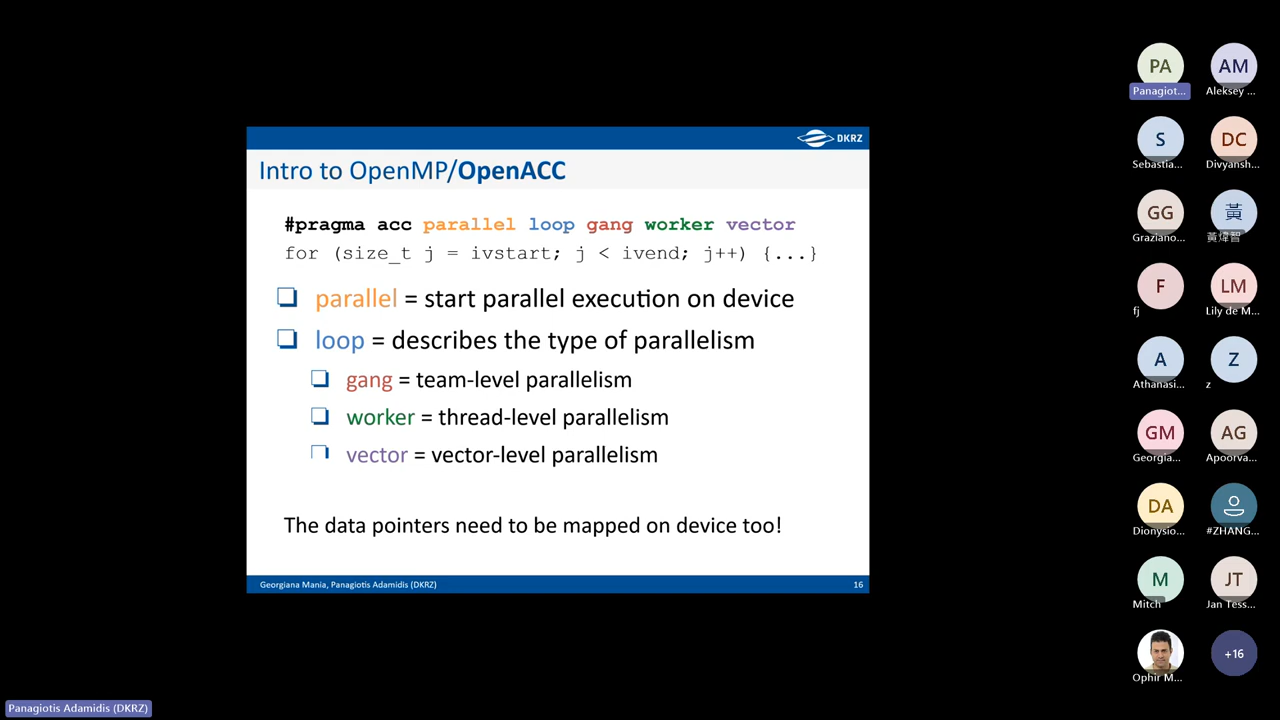 DKRZ
Intro to OpenMP/OpenACC
#pragma acc parallel loop gang worker vector
for (size_t j = ivstart; j < ivend; j++) {...}
parallel = start parallel execution on device
loop = describes the type of parallelism
gang = team-level parallelism
worker = thread-level parallelism
vector = vector-level parallelism
The data pointers need to be mapped on device too!
Georgiana Mania, Panagiotis Adamidis (DKRZ)
16
PA
AM
Panagiot...
Aleksey ...
S
DC
Sebastia...
Divyansh...
GG
黃
Graziano...
黃煒智
F
LM
fj
Lily de M...
A
Z
Athanasi...
z
GM
AG
Georgia...
Apoorva...
DA
Dionysio...
#ZHANG...
M
JT
Mitch
Jan Tess...
+16
Ophir M...
Panagiotis Adamidis (DKRZ)